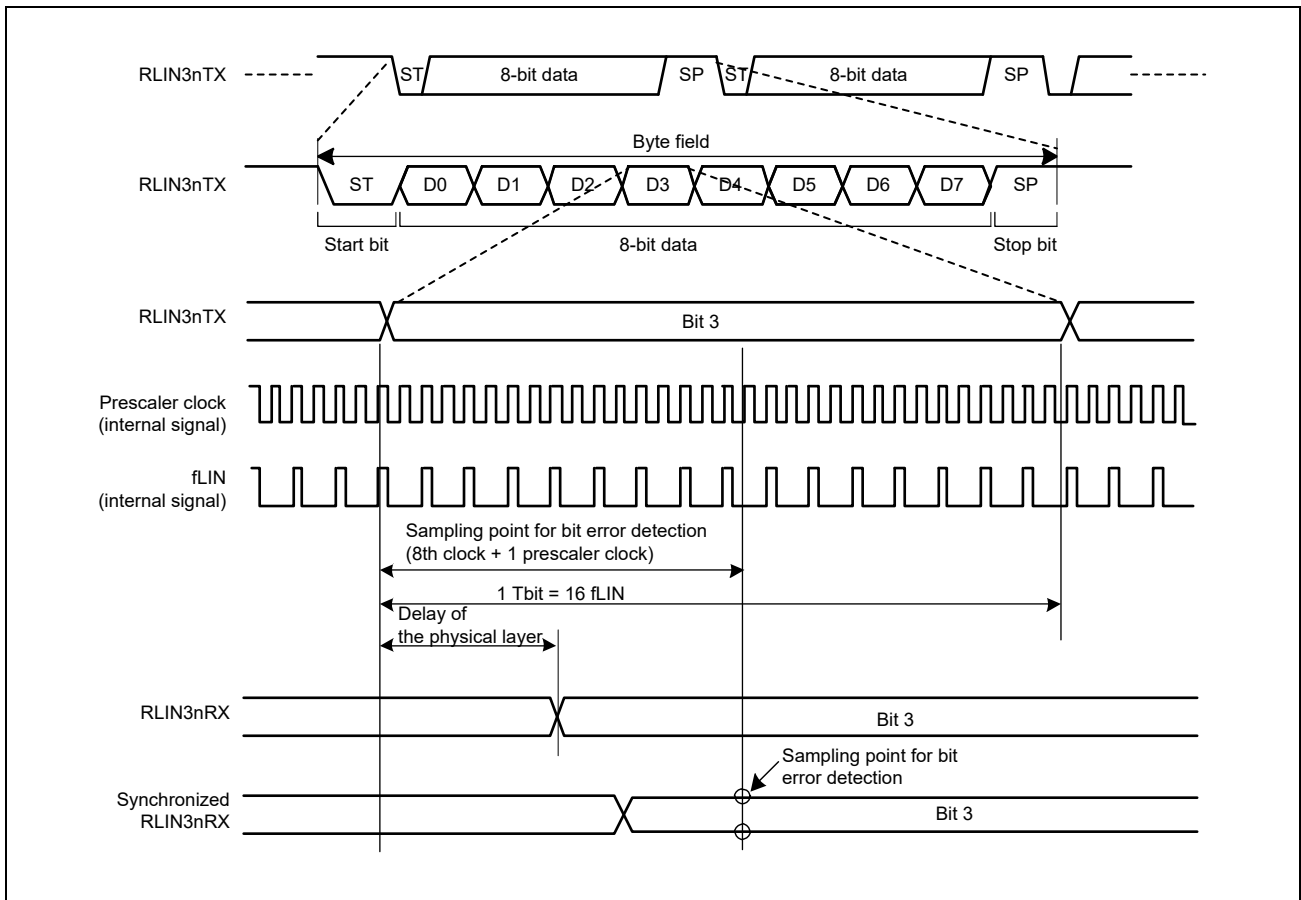 RLIN3nTX
ST
8-bit data
SP
ST
8-bit data
SP
Byte field
RLIN3nTX
ST
D0
D1
D2
D3
D4
D5
D6
D7
SP
Start bit
8-bit data
Stop bit
RLIN3nTX
Bit 3
Prescaler clock
(internal signal)
fLIN
(internal signal)
Sampling point for bit error detection
(8th clock + 1 prescaler clock)
1 Tbit = 16 fLIN
Delay of
the physical layer
RLIN3nRX
Bit 3
Sampling point for bit
error detection
Synchronized
RLIN3nRX
Bit 3